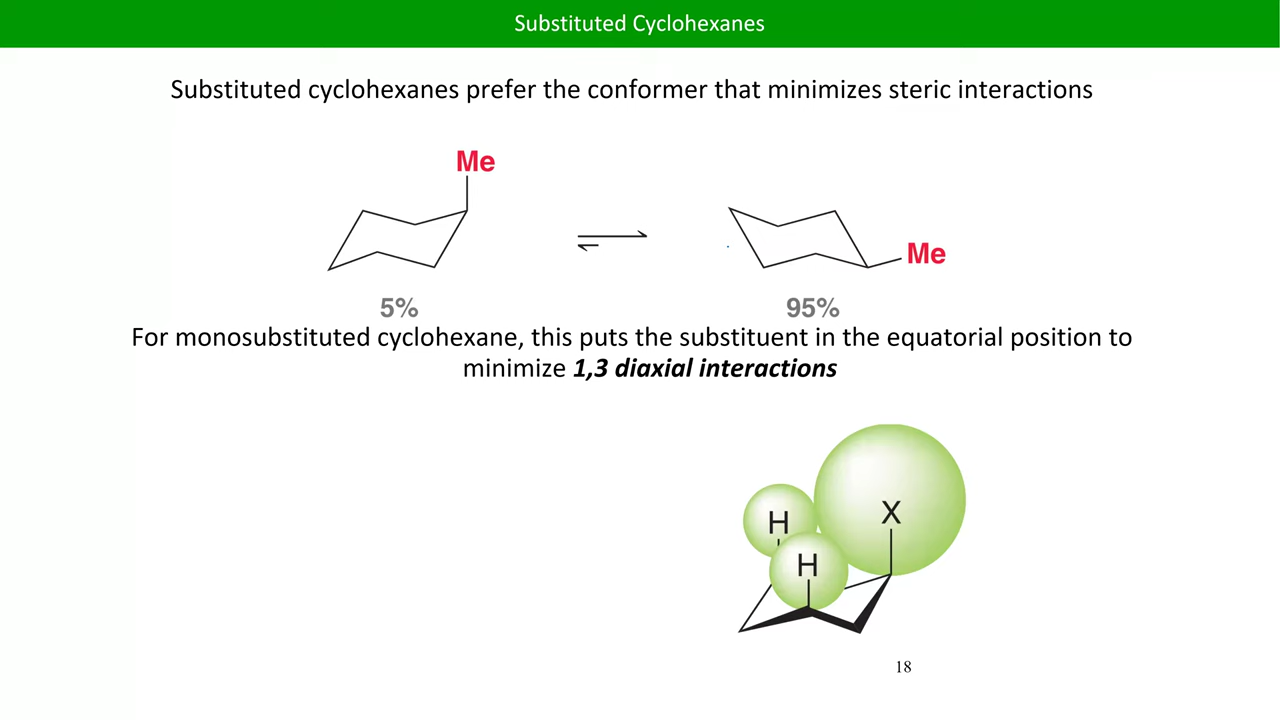 Substituted Cyclohexanes
Substituted cyclohexanes prefer the conformer that minimizes steric interactions
Me
Me
5%
95%
For monosubstituted cyclohexane, this puts the substituent in the equatorial position to
minimize 1,3 diaxial interactions
H
X
H
18